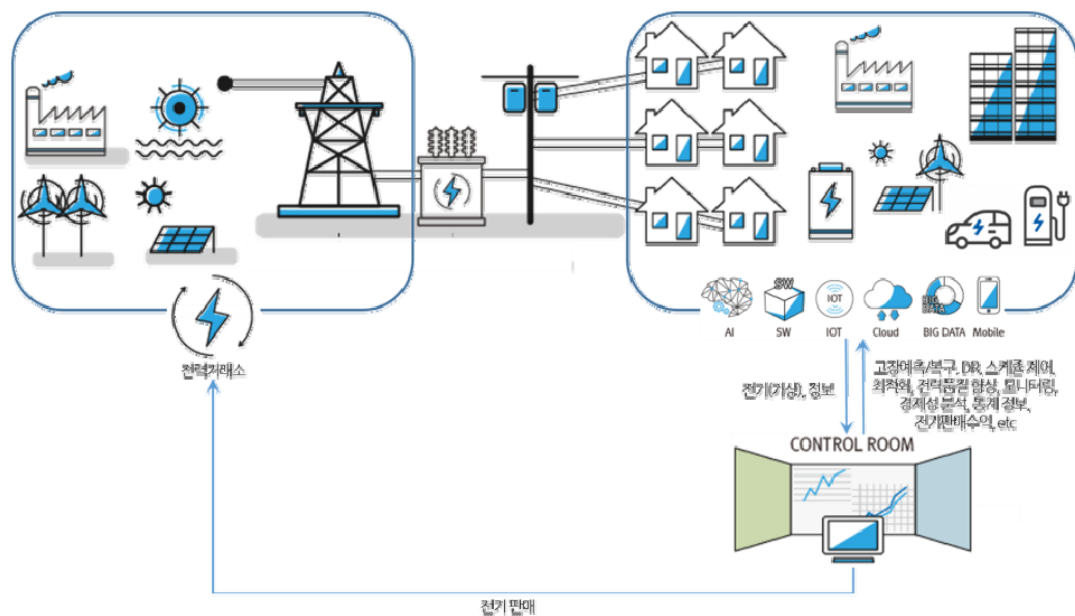 SW
IOT
BIG
DATA
AI
SW
IOT
Cloud
BIG DATA
Mobile
전력거래소
전기(가상), 정보
고장예측/복구, DR, 스케쥴 제어,
최적화, 전력품질 향상, 모니터링,
경제성 분석, 통계 정보,
전기판매수익, etc
CONTROL ROOM
전기 판매